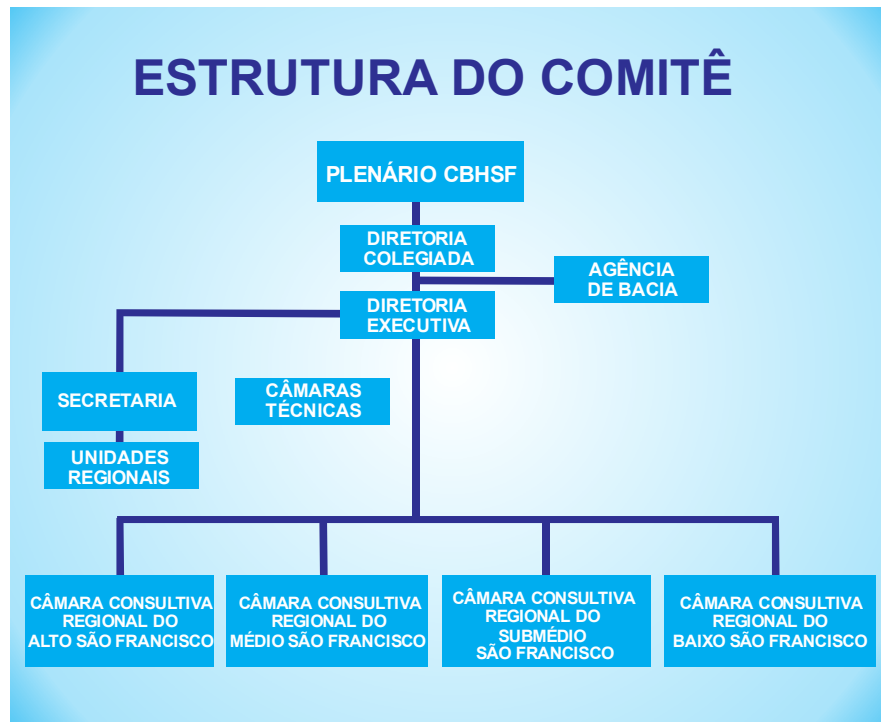 ESTRUTURA DO COMITÊ
PLENÁRIO CBHSF
DIRETORIA
COLEGIADA
AGÊNCIA
DE BACIA
DIRETORIA
EXECUTIVA
SECRETARIA
CÂMARAS
TÉCNICAS
UNIDADES
REGIONAIS
CÂMARA CONSULTIVA
REGIONAL DO
ALTO SÃO FRANCISCO
CÂMARA CONSULTIVA
REGIONAL DO
MÉDIO SÃO FRANCISCO
CÂMARA CONSULTIVA
REGIONAL DO
SUBMÉDIO
SÃO FRANCISCO
CÂMARA CONSULTIVA
REGIONAL DO
BAIXO SÃO FRANCISCO